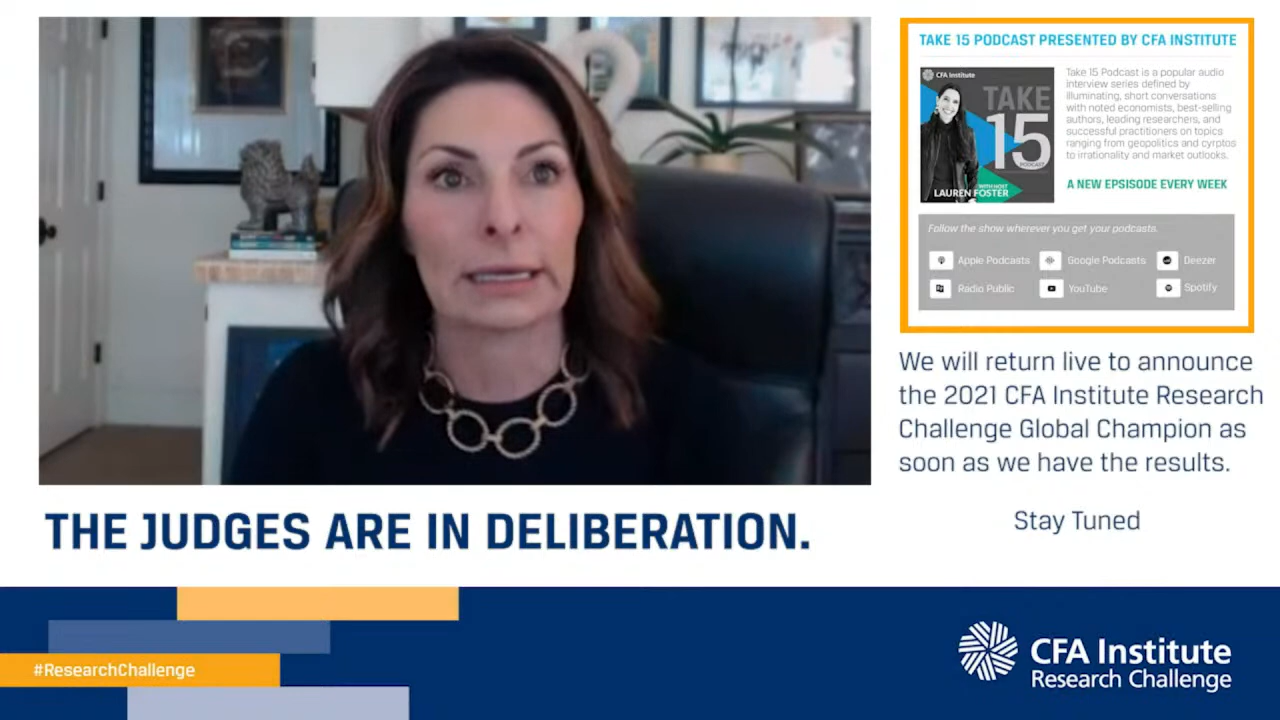 TAKE 15 PODCAST PRESENTED BY CFA INSTITUTE
CFA Institute
TAKE
15
PODCAST
WITH HOST
LAUREN FOSTER
Take 15 Podcast is a popular audio
interview series defined by
illuminating, short conversations
with noted economists, best-selling
authors, leading researchers, and
successful practitioners on topics
ranging from geopolitics and cyrptos
to irrationality and market outlooks.
A NEW EPSISODE EVERY WEEK
Follow the show wherever you get your podcasts.
Apple Podcasts
Google Podcasts
Deezer
Radio Public
YouTube
Spotify
We will return live to announce
the 2021 CFA Institute Research
Challenge Global Champion as
soon as we have the results.
Stay Tuned
THE JUDGES ARE IN DELIBERATION.
#ResearchChallenge
CFA Institute
Research Challenge